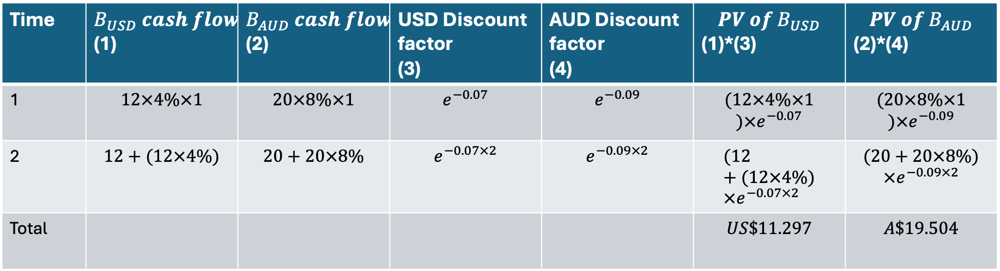 Time B_USD cash flow B_AUD cash flow USD Discount AUD Discount PV of B_USD PV of B_AUD
(1) (2) factor factor (1)*(3) (2)*(4)
(3) (4)
1 12×4%×1 20×8%×1 e^−0.07 e^−0.09 (12×4%×1 (20×8%×1
)×e^−0.07 )×e^−0.09
2 12 + (12×4%) 20 + 20×8% e^−0.07×2 e^−0.09×2 (12 (20 + 20×8%)
+ (12×4%) ×e^−0.09×2
×e^−0.07×2
Total US$11.297 A$19.504